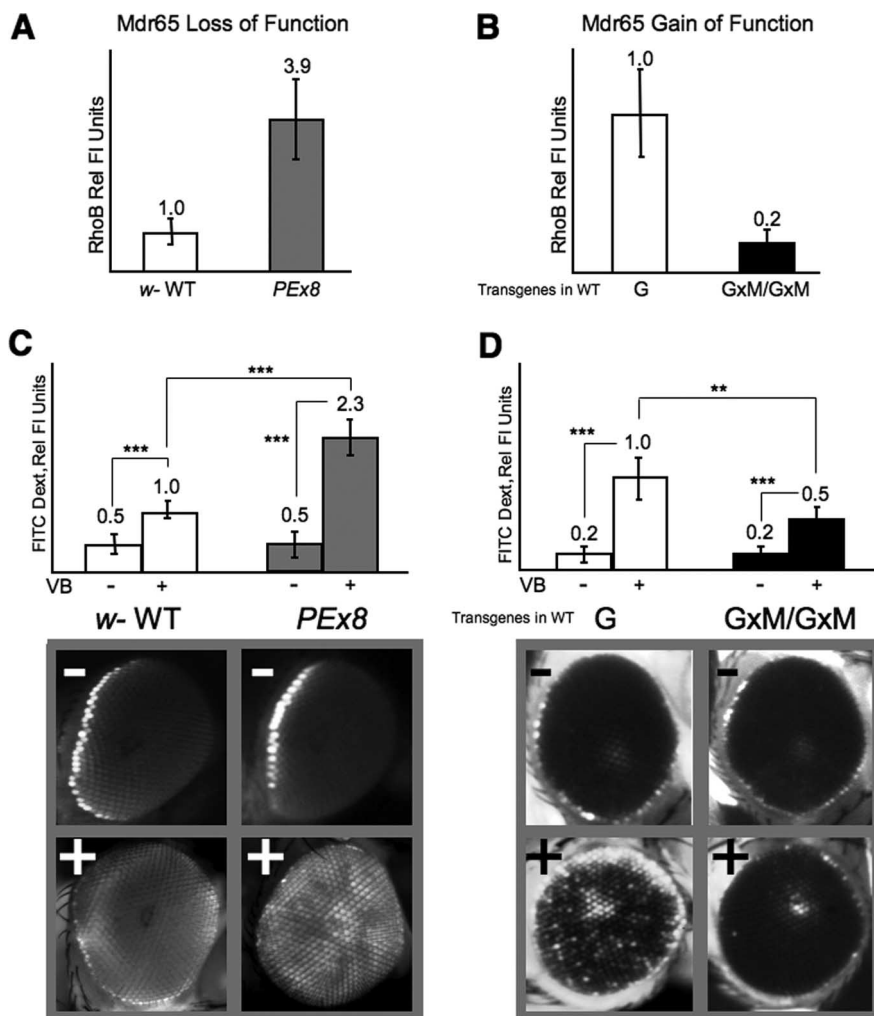 A
Mdr65 Loss of Function
RhoB Rel Fl Units
1.0
3.9
w- WT
PEx8
B
Mdr65 Gain of Function
RhoB Rel Fl Units
1.0
0.2
Transgenes in WT
G
GxM/GxM
C
FITC Dext,Rel Fl Units
***
***
***
0.5
1.0
0.5
2.3
VB
-
+
-
+
w- WT
PEx8
-
-
+
+
D
FITC Dext,Rel Fl Units
**
***
***
0.2
1.0
0.2
0.5
VB
-
+
-
+
Transgenes in WT
G
GxM/GxM
-
-
+
+